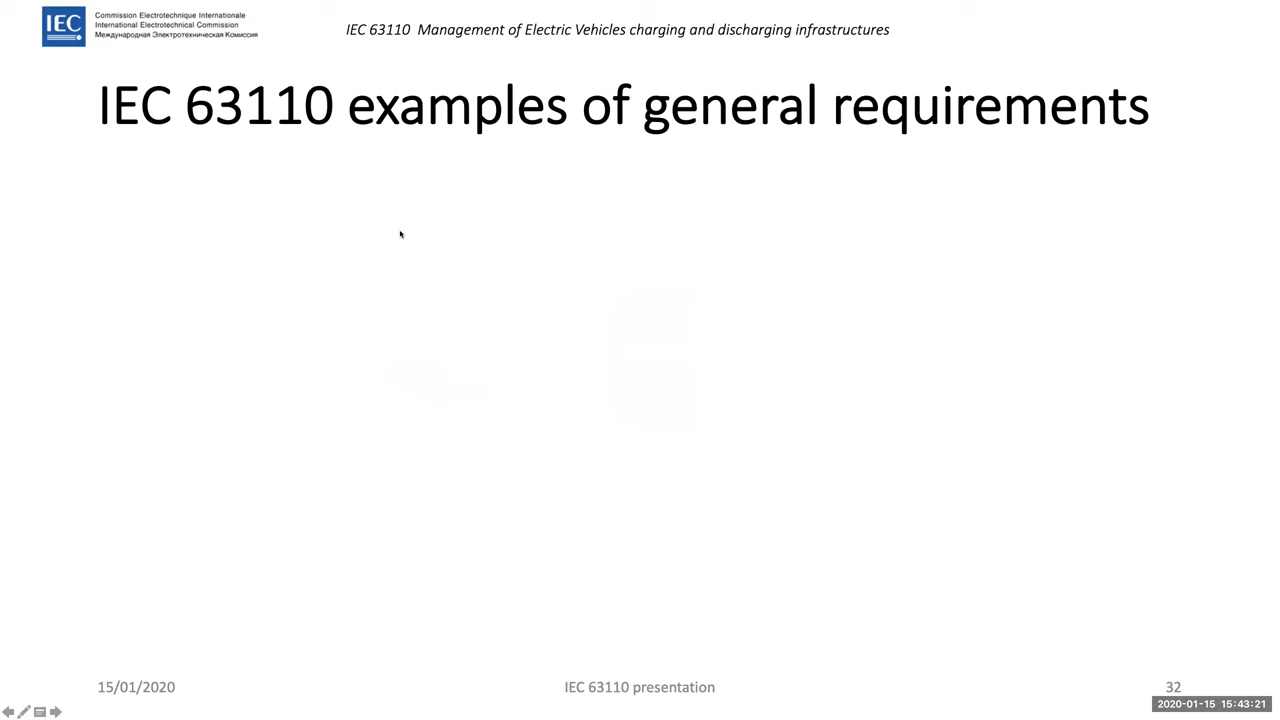 IEC
Commission Electrotechnique Internationale
International Electrotechnical Commission
Международная Электротехническая Комиссия
IEC 63110 Management of Electric Vehicles charging and discharging infrastructures
IEC 63110 examples of general requirements
15/01/2020
IEC 63110 presentation
32
2020-01-15 15:43:21